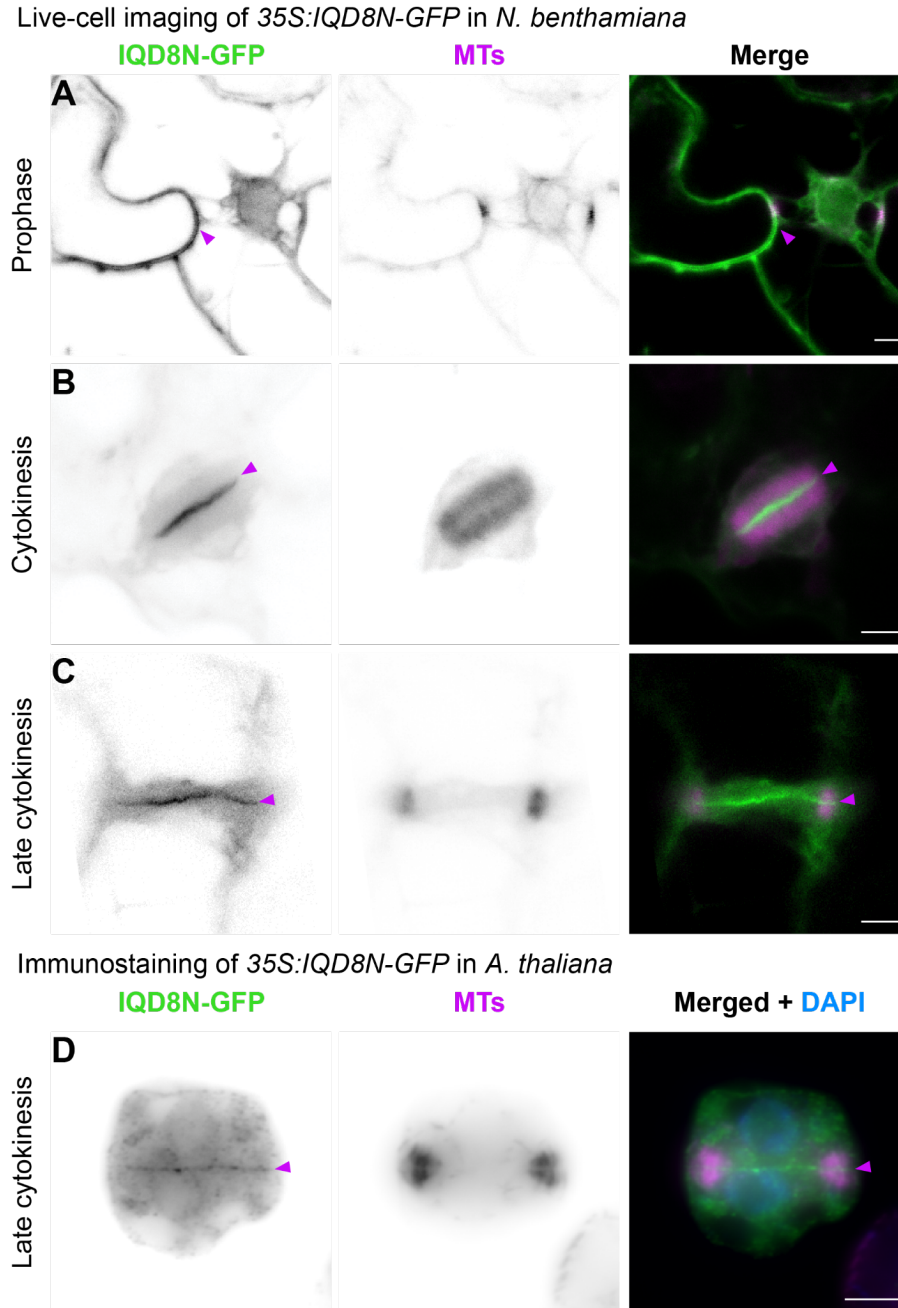 Live-cell imaging of 35S:IQD8N-GFP in N. benthamiana
IQD8N-GFP MTs Merge
A
Prophase
B
Cytokinesis
C
Late cytokinesis
Immunostaining of 35S:IQD8N-GFP in A. thaliana
IQD8N-GFP MTs Merged + DAPI
D
Late cytokinesis